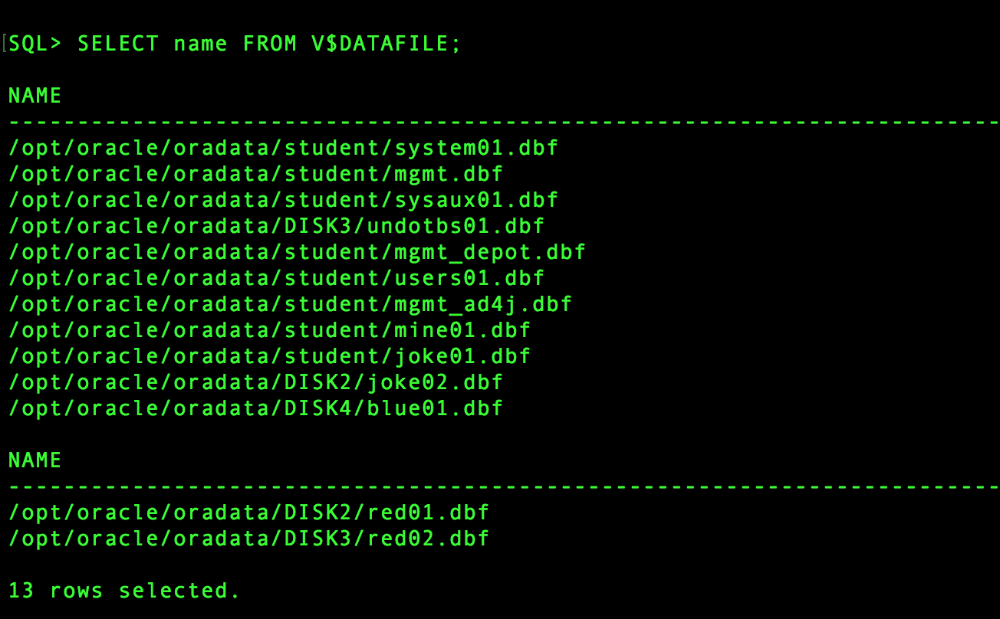 [SQL> SELECT name FROM V$DATAFILE;
NAME
--------------------------------------------------------------------------------
/opt/oracle/oradata/student/system01.dbf
/opt/oracle/oradata/student/mgmt.dbf
/opt/oracle/oradata/student/sysaux01.dbf
/opt/oracle/oradata/DISK3/undotbs01.dbf
/opt/oracle/oradata/student/mgmt_depot.dbf
/opt/oracle/oradata/student/users01.dbf
/opt/oracle/oradata/student/mgmt_ad4j.dbf
/opt/oracle/oradata/student/mine01.dbf
/opt/oracle/oradata/student/joke01.dbf
/opt/oracle/oradata/DISK2/joke02.dbf
/opt/oracle/oradata/DISK4/blue01.dbf
NAME
--------------------------------------------------------------------------------
/opt/oracle/oradata/DISK2/red01.dbf
/opt/oracle/oradata/DISK3/red02.dbf
13 rows selected.